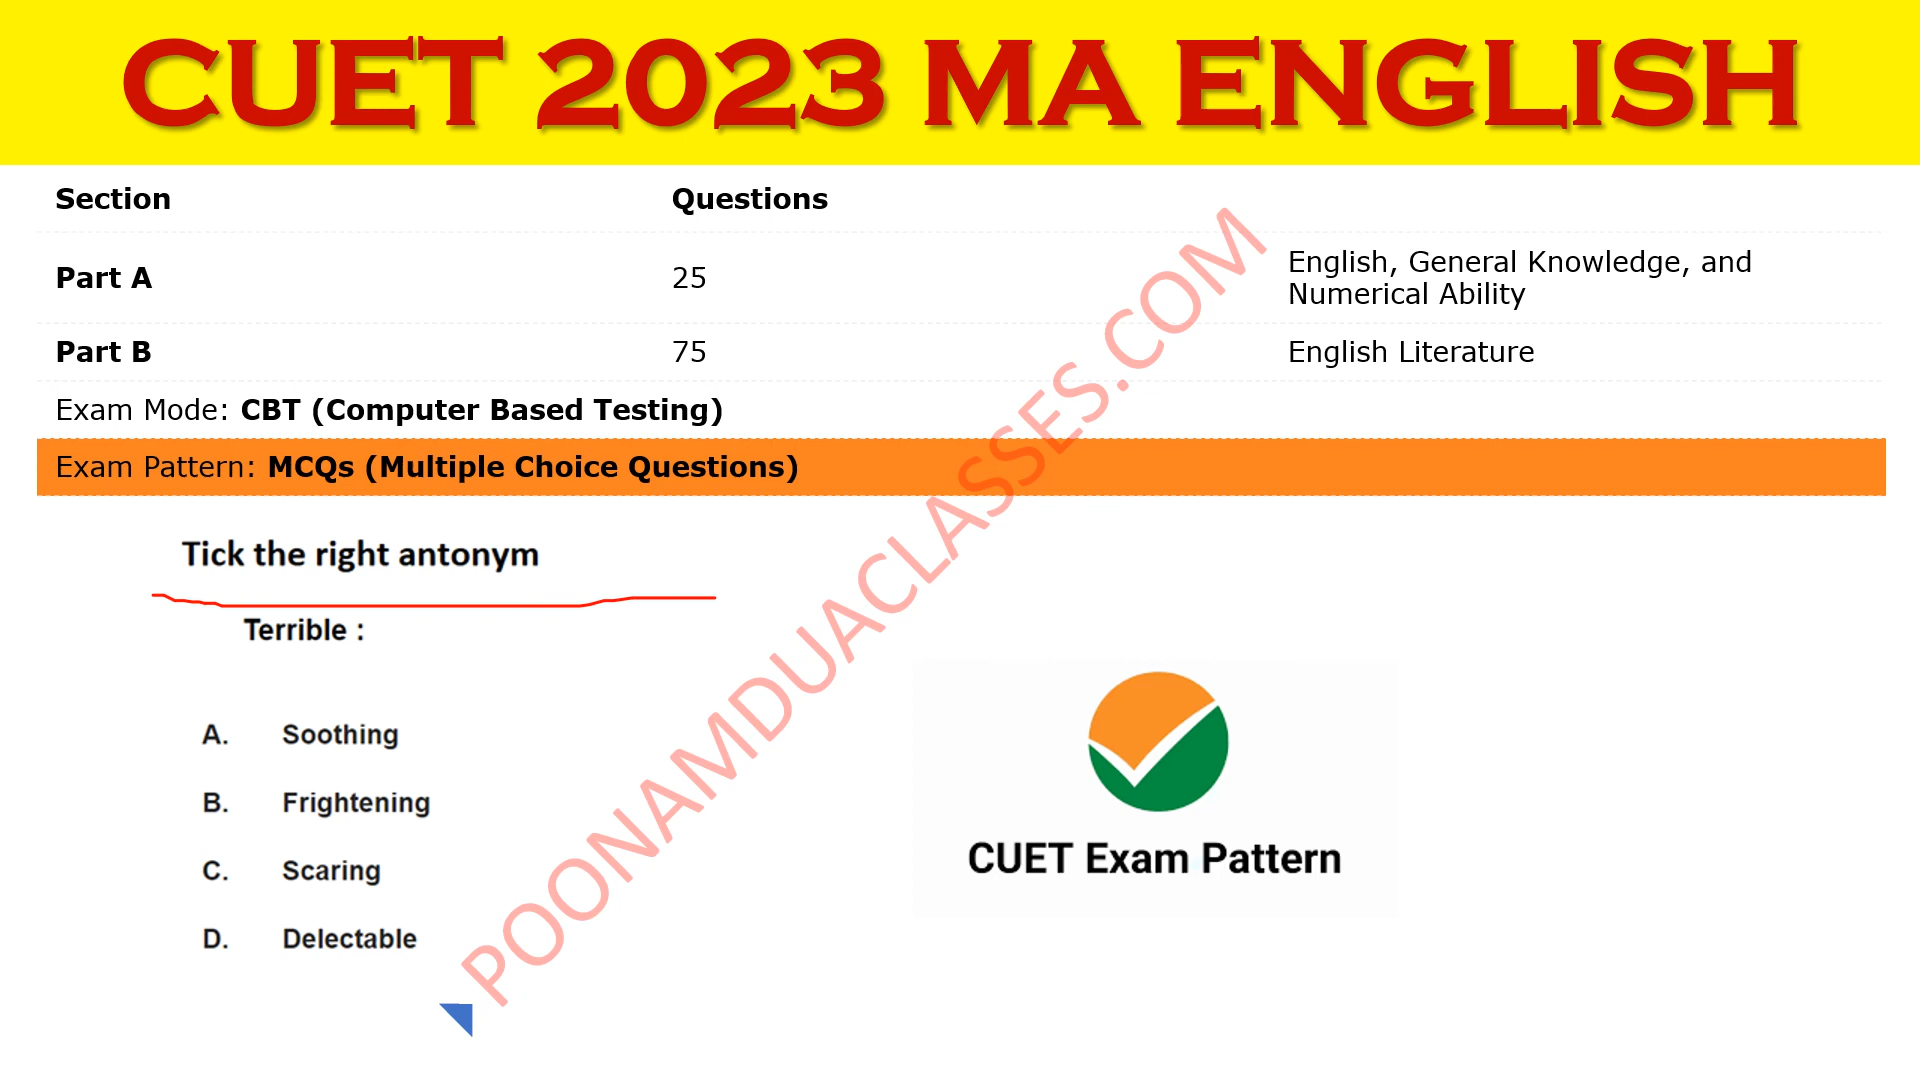 CUET 2023 MA ENGLISH
Section Questions
Part A 25 English, General Knowledge, and
Numerical Ability
Part B 75 English Literature
Exam Mode: CBT (Computer Based Testing)
Exam Pattern: MCQs (Multiple Choice Questions)
Tick the right antonym
Terrible :
A. Soothing
B. Frightening
C. Scaring
D. Delectable
CUET Exam Pattern
POONAMDUACLASSES.COM